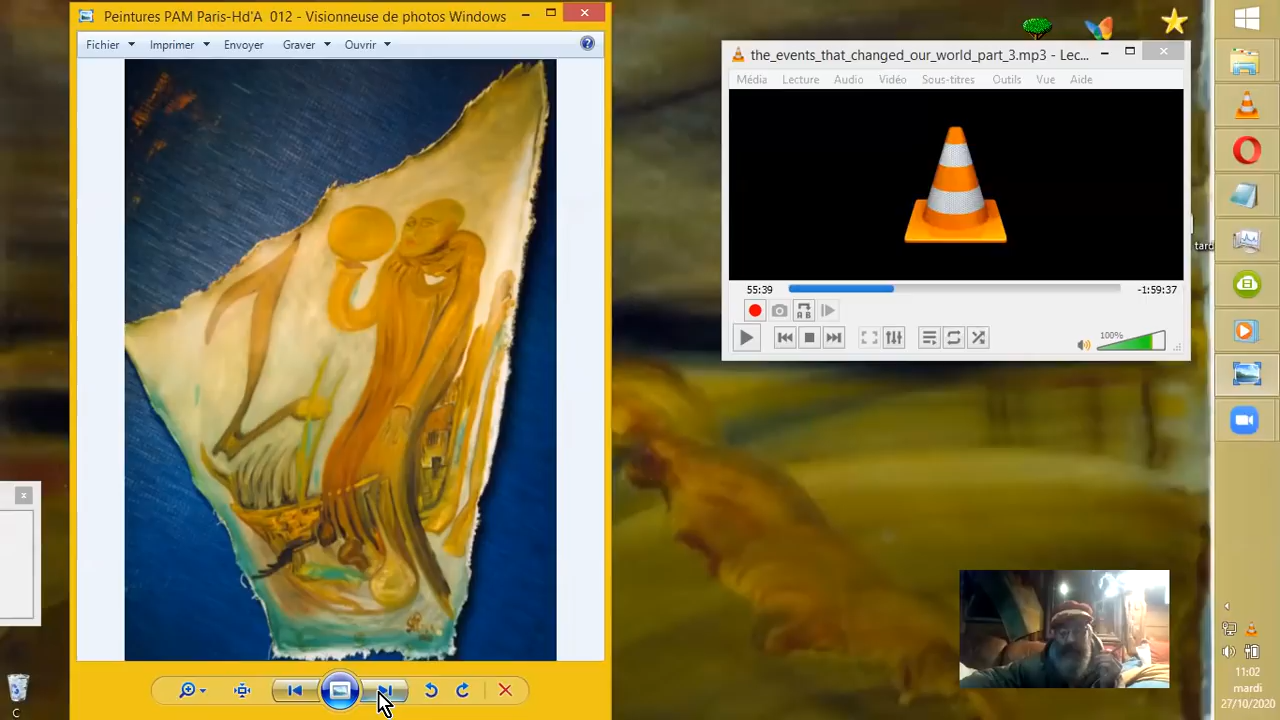 Peintures PAM Paris-Hd'A 012 - Visionneuse de photos Windows
Fichier Imprimer Envoyer Graver Ouvrir
the_events_that_changed_our_world_part_3.mp3 - Lec...
Média Lecture Audio Vidéo Sous-titres Outils Vue Aide
tard
55:39 -1:59:37
A B
100%
C
11:02
mardi
27/10/2020